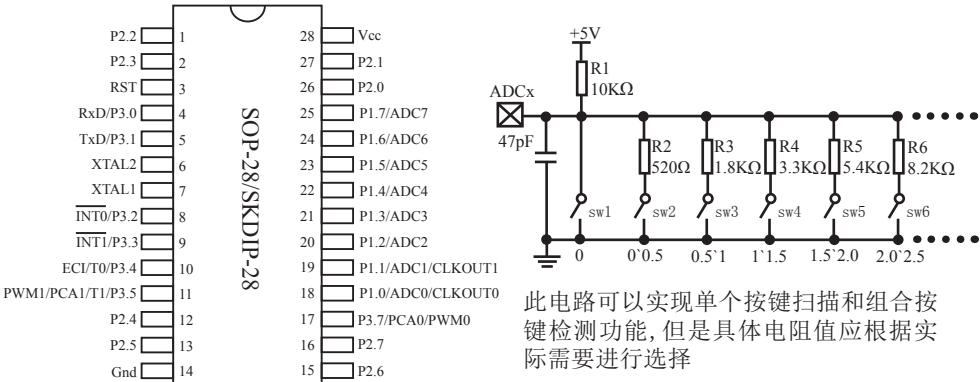 P2.2 1 28 Vcc
P2.3 2 27 P2.1
RST 3 26 P2.0
RxD/P3.0 4 25 P1.7/ADC7
TxD/P3.1 5 24 P1.6/ADC6
XTAL2 6 23 P1.5/ADC5
XTAL1 7 22 P1.4/ADC4
INT0/P3.2 8 21 P1.3/ADC3
INT1/P3.3 9 20 P1.2/ADC2
ECI/T0/P3.4 10 19 P1.1/ADC1/CLKOUT1
PWM1/PCA1/T1/P3.5 11 18 P1.0/ADC0/CLKOUT0
P2.4 12 17 P3.7/PCA0/PWM0
P2.5 13 16 P2.7
Gnd 14 15 P2.6
SOP-28/SKDIP-28
+5V
R1
10KΩ
ADCx
47pF
R2 R3 R4 R5 R6
520Ω 1.8KΩ 3.3KΩ 5.4KΩ 8.2KΩ
sw1 sw2 sw3 sw4 sw5 sw6
0 0`0.5 0.5`1 1`1.5 1.5`2.0 2.0`2.5
此电路可以实现单个按键扫描和组合按
键检测功能,但是具体电阻值应根据实
际需要进行选择